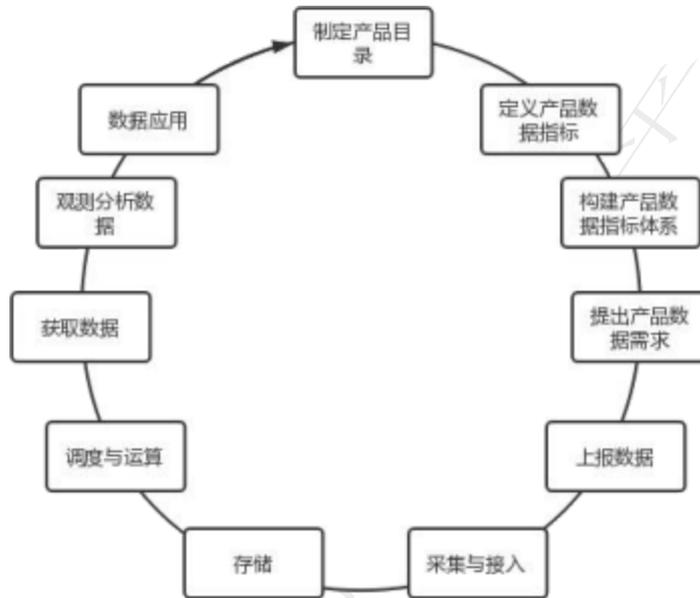 制定产品目
录
定义产品数
据指标
构建产品数
据指标体系
提出产品数
据需求
上报数据
采集与接入
存储
调度与运算
获取数据
观测分析数
据
数据应用